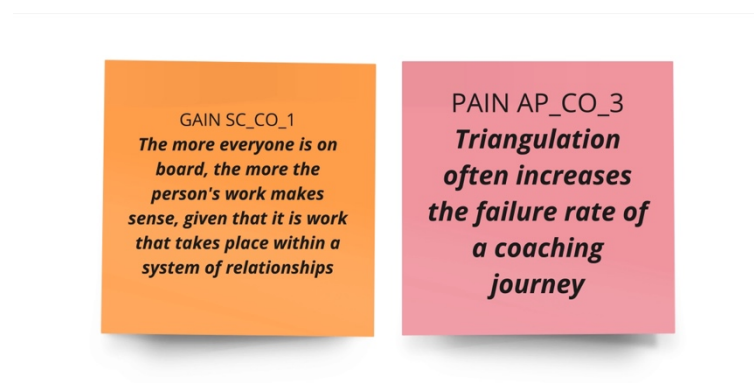 GAIN SC_CO_1
The more everyone is on
board, the more the
person's work makes
sense, given that it is work
that takes place within a
system of relationships
PAIN AP_CO_3
Triangulation
often increases
the failure rate of
a coaching
journey